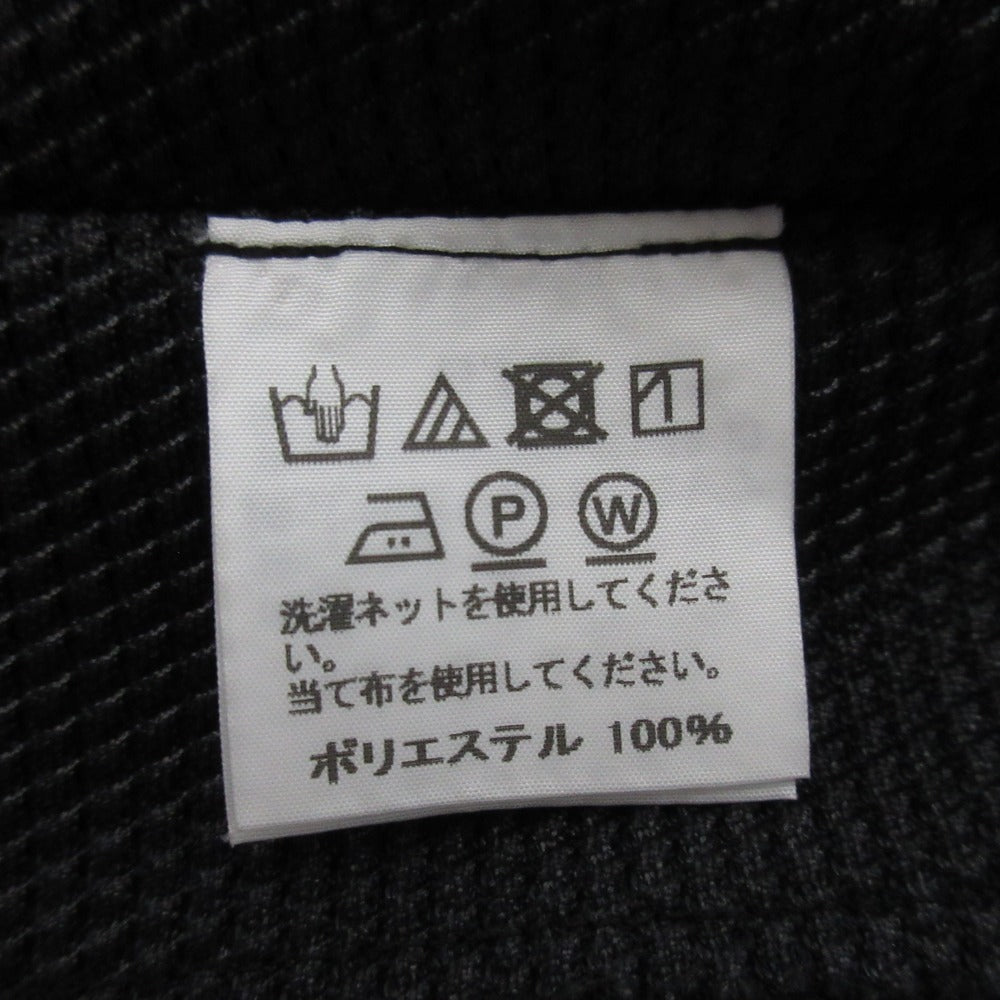 P W
洗濯ネットを使用してくださ
い。
当て布を使用してください。
ポリエステル 100%